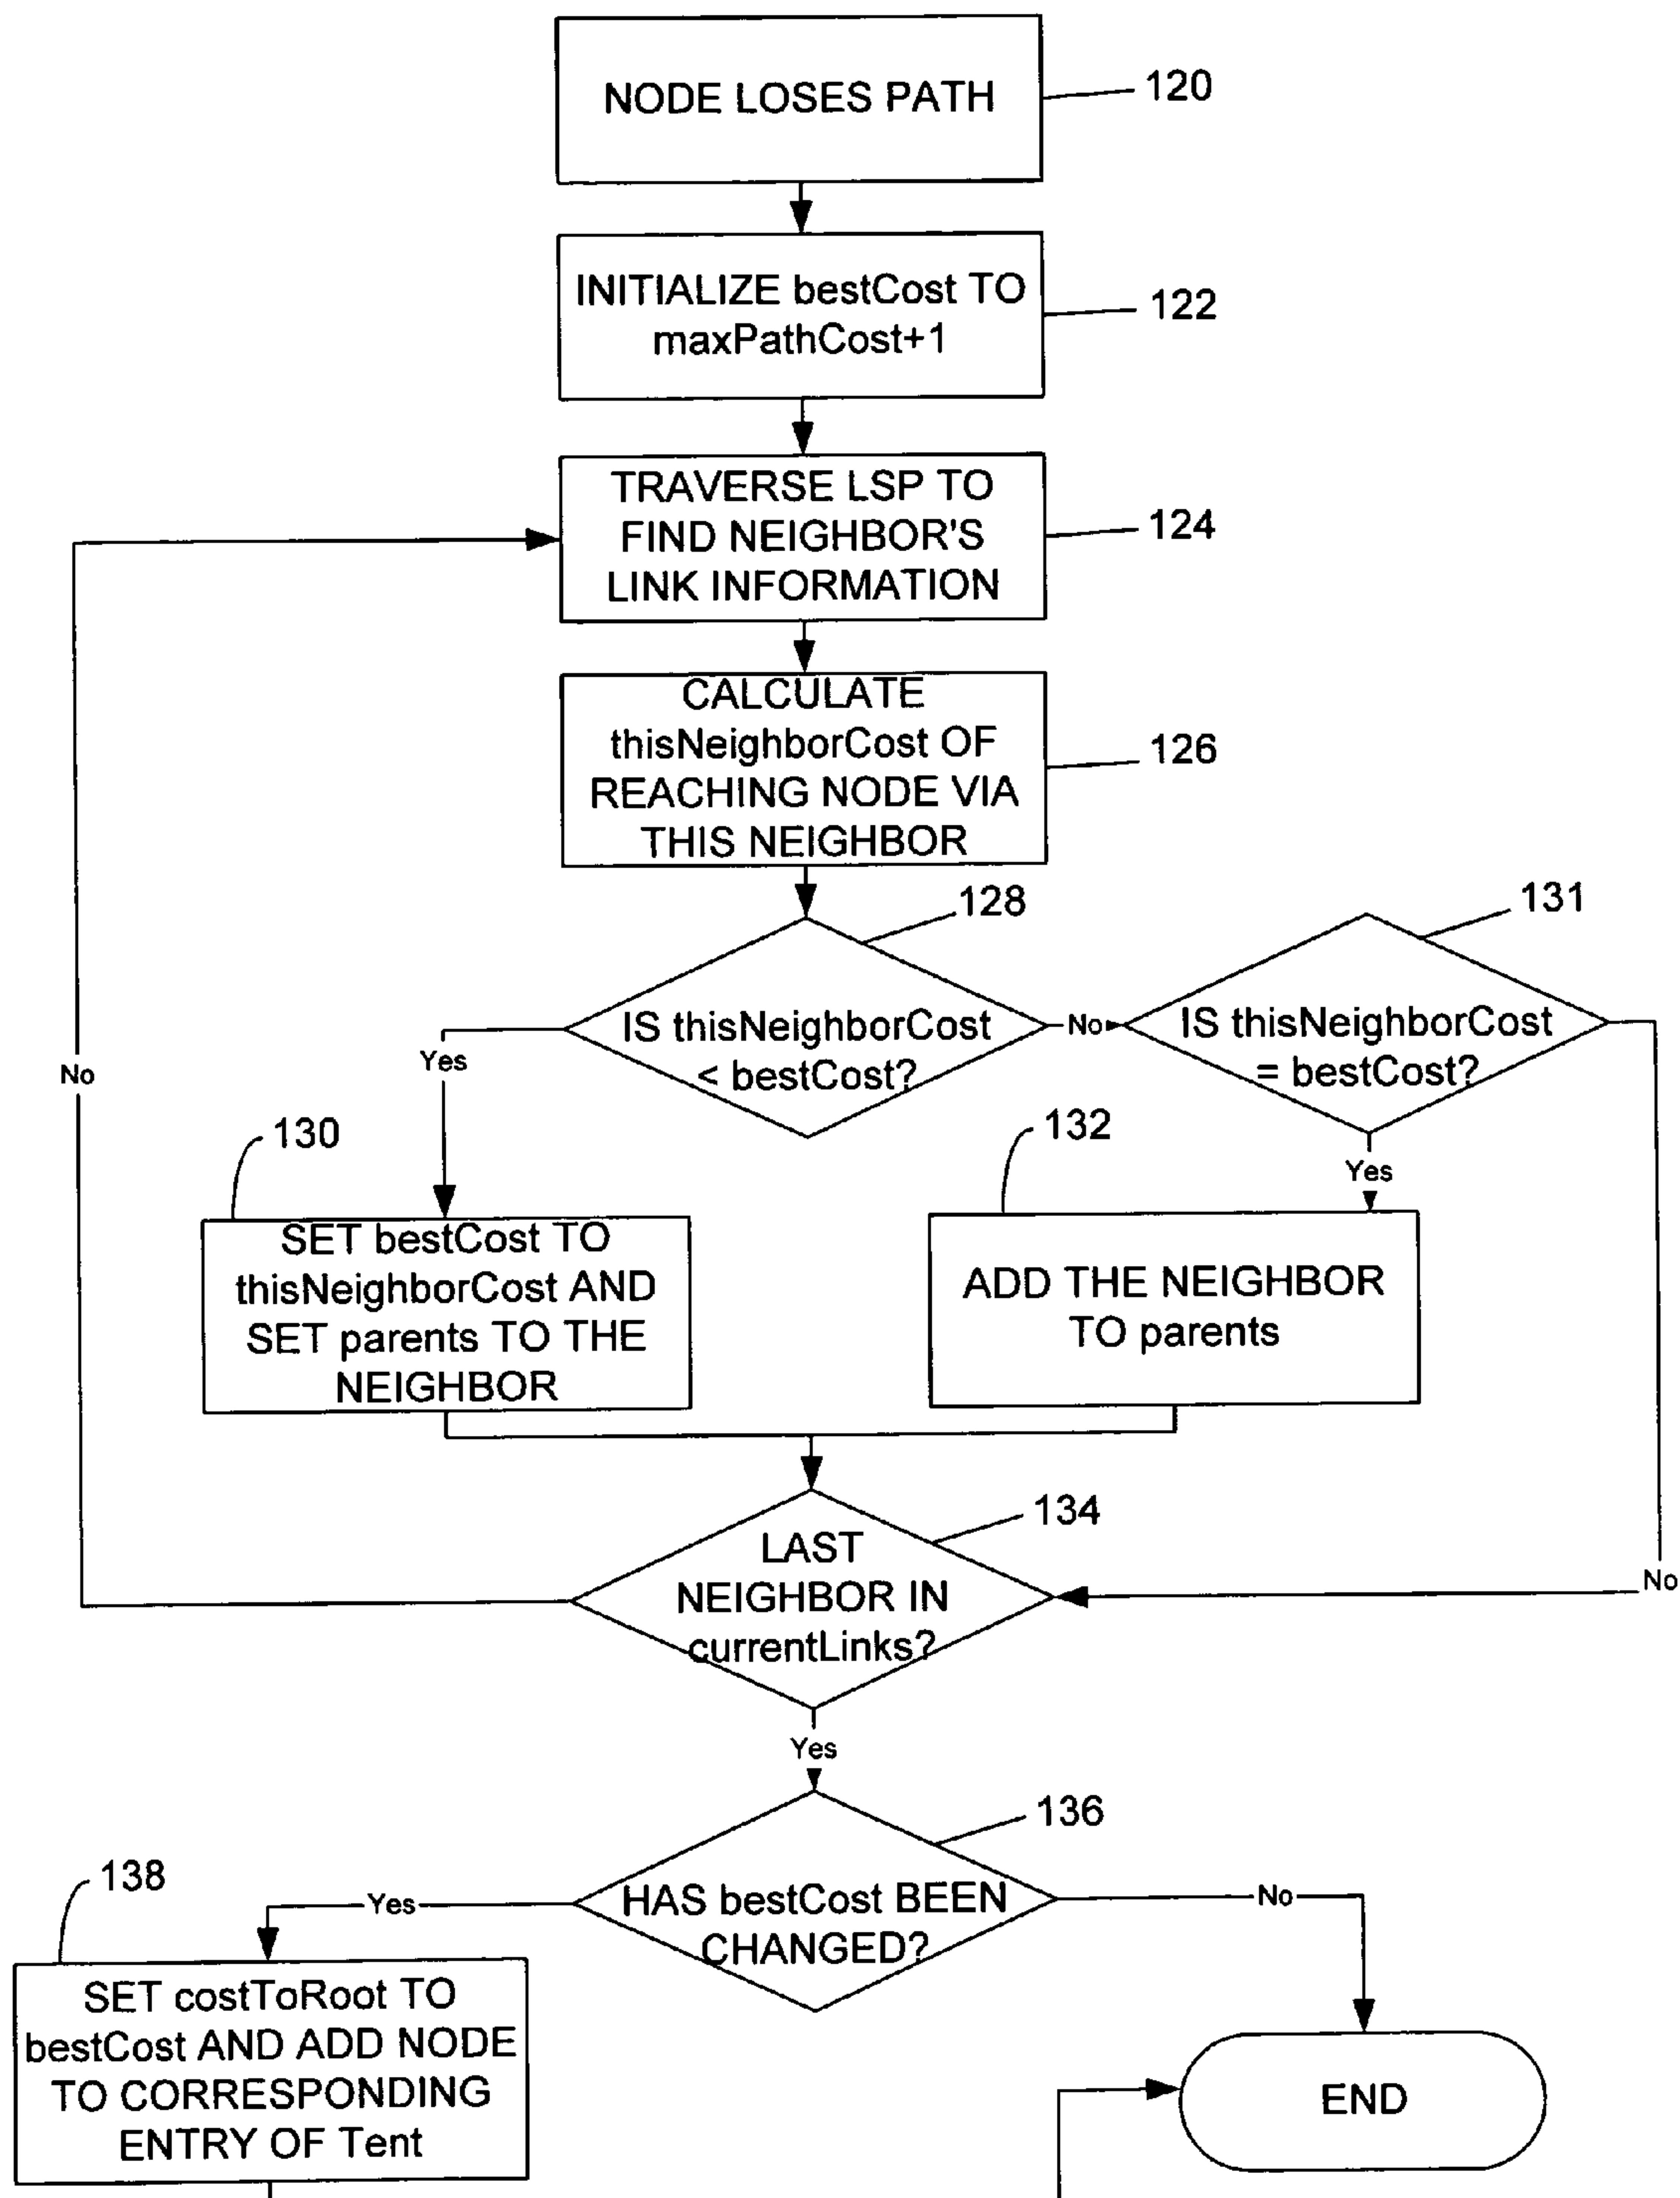 NODE LOSES PATH
120
INITIALIZE bestCost TO
maxPathCost+1
122
TRAVERSE LSP TO
FIND NEIGHBOR'S
LINK INFORMATION
124
CALCULATE
thisNeighborCost OF
REACHING NODE VIA
THIS NEIGHBOR
126
128
IS thisNeighborCost
< bestCost?
No
131
IS thisNeighborCost
= bestCost?
Yes
No
Yes
130
SET bestCost TO
thisNeighborCost AND
SET parents TO THE
NEIGHBOR
132
ADD THE NEIGHBOR
TO parents
134
LAST
NEIGHBOR IN
currentLinks?
No
Yes
136
HAS bestCost BEEN
CHANGED?
Yes
No
138
SET costToRoot TO
bestCost AND ADD NODE
TO CORRESPONDING
ENTRY OF Tent
END